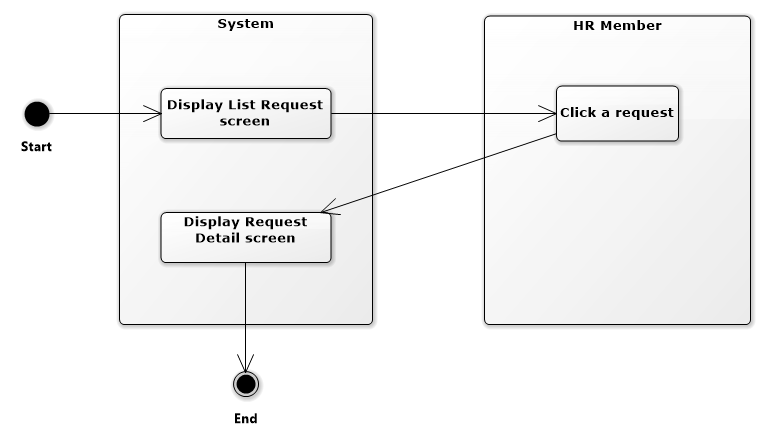 System
HR Member
Start
Display List Request
screen
Click a request
Display Request
Detail screen
End